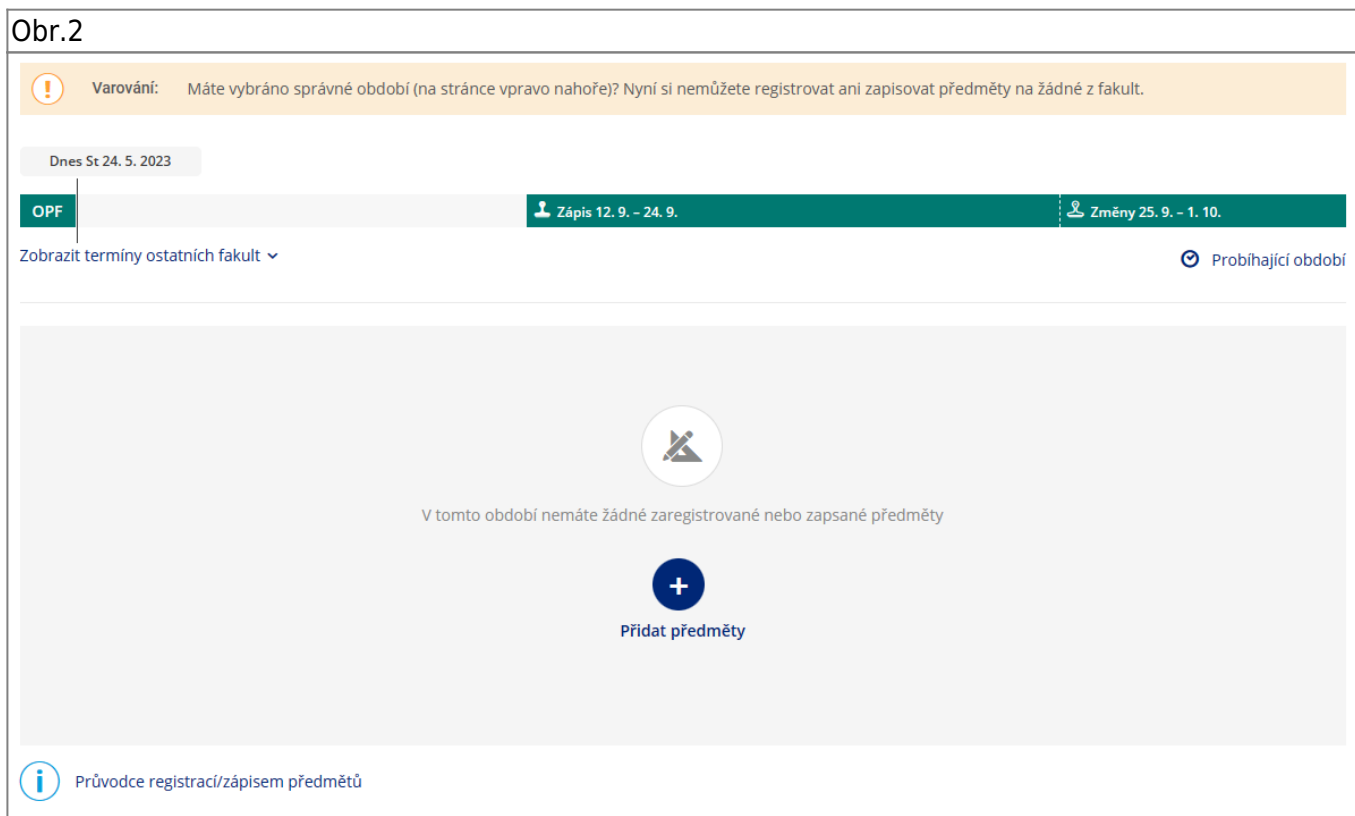 Obr.2
Varování: Máte vybráno správné období (na stránce vpravo nahoře)? Nyní si nemůžete registrovat ani zapisovat předměty na žádné z fakult.
Dnes St 24. 5. 2023
OPF Zápis 12. 9. – 24. 9. Změny 25. 9. – 1. 10.
Zobrazit termíny ostatních fakult Probíhající období
V tomto období nemáte žádné zaregistrované nebo zapsané předměty
Přidat předměty
Průvodce registrací/zápisem předmětů